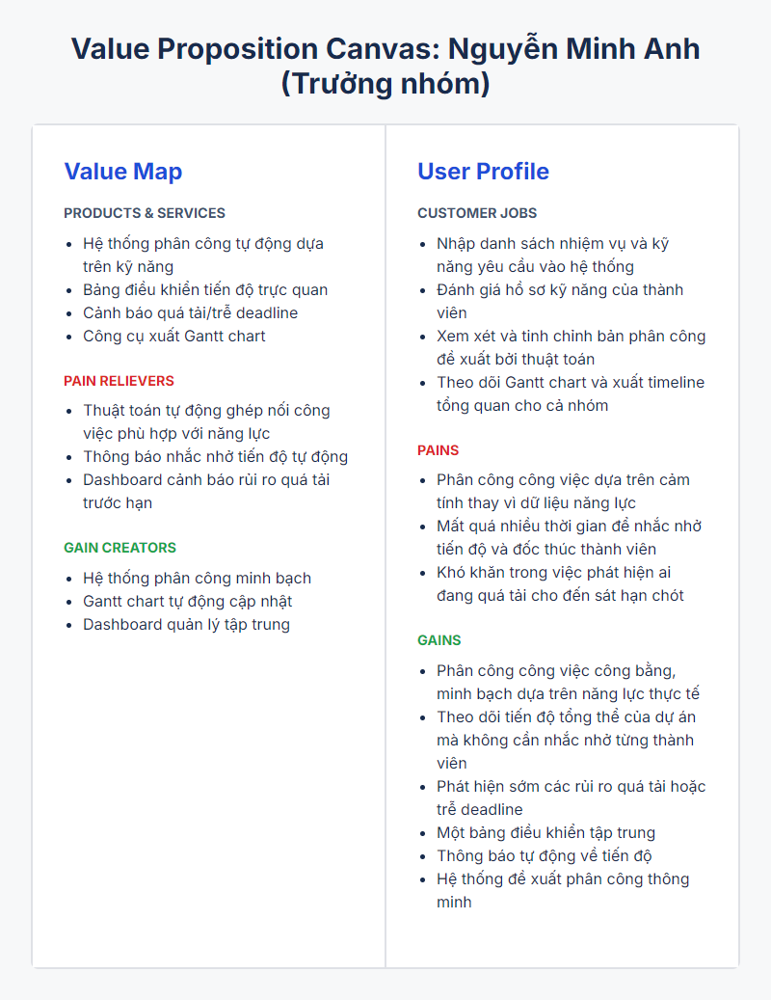 Value Proposition Canvas: Nguyễn Minh Anh
(Trưởng nhóm)
Value Map
PRODUCTS & SERVICES
• Hệ thống phân công tự động dựa
trên kỹ năng
• Bảng điều khiển tiến độ trực quan
• Cảnh báo quá tải/trễ deadline
• Công cụ xuất Gantt chart
PAIN RELIEVERS
• Thuật toán tự động ghép nối công
việc phù hợp với năng lực
• Thông báo nhắc nhở tiến độ tự động
• Dashboard cảnh báo rủi ro quá tải
trước hạn
GAIN CREATORS
• Hệ thống phân công minh bạch
• Gantt chart tự động cập nhật
• Dashboard quản lý tập trung
User Profile
CUSTOMER JOBS
• Nhập danh sách nhiệm vụ và kỹ
năng yêu cầu vào hệ thống
• Đánh giá hồ sơ kỹ năng của thành
viên
• Xem xét và tinh chỉnh bản phân công
đề xuất bởi thuật toán
• Theo dõi Gantt chart và xuất timeline
tổng quan cho cả nhóm
PAINS
• Phân công công việc dựa trên cảm
tính thay vì dữ liệu năng lực
• Mất quá nhiều thời gian để nhắc nhở
tiến độ và đốc thúc thành viên
• Khó khăn trong việc phát hiện ai
đang quá tải cho đến sát hạn chót
GAINS
• Phân công công việc công bằng,
minh bạch dựa trên năng lực thực tế
• Theo dõi tiến độ tổng thể của dự án
mà không cần nhắc nhở từng thành
viên
• Phát hiện sớm các rủi ro quá tải hoặc
trễ deadline
• Một bảng điều khiển tập trung
• Thông báo tự động về tiến độ
• Hệ thống đề xuất phân công thông
minh